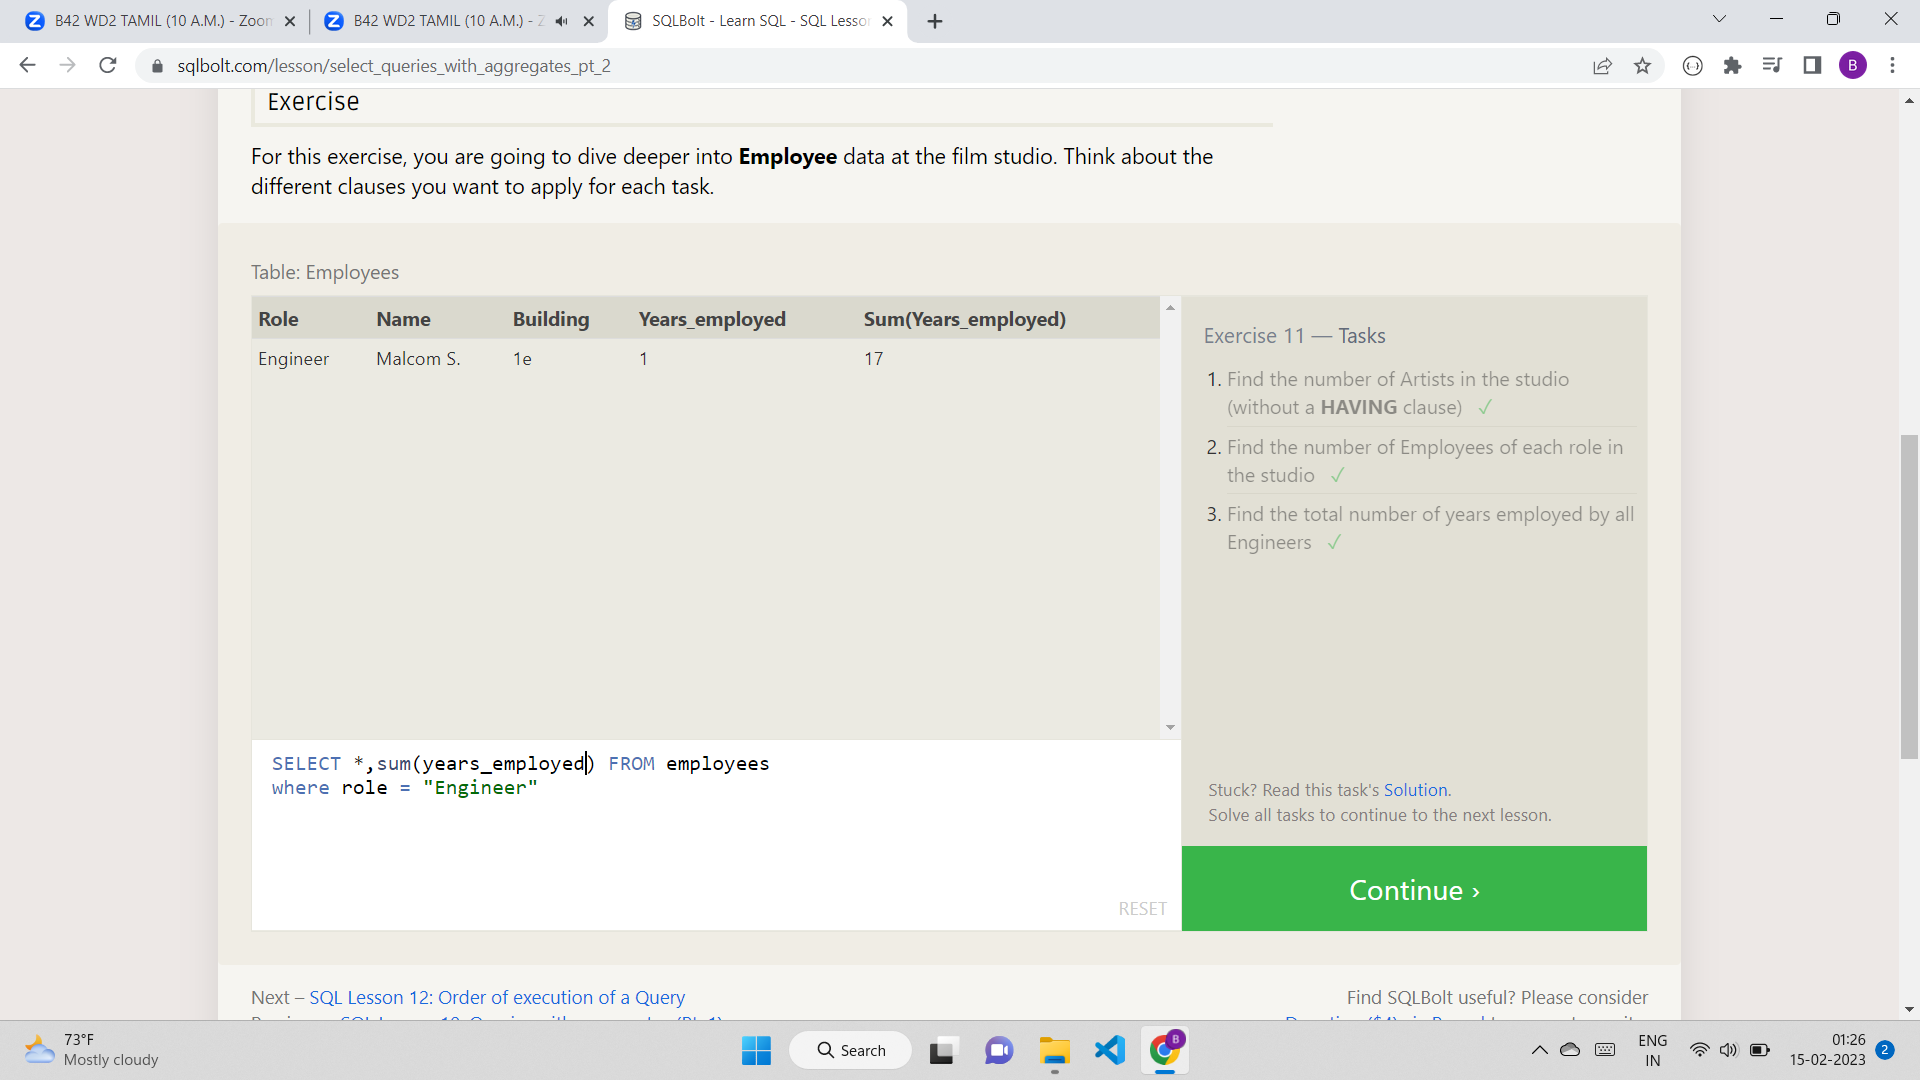 B42 WD2 TAMIL (10 A.M.) - Zoom
B42 WD2 TAMIL (10 A.M.) - Z
SQLBolt - Learn SQL - SQL Lesson
sqlbolt.com/lesson/select_queries_with_aggregates_pt_2
B
Exercise
For this exercise, you are going to dive deeper into Employee data at the film studio. Think about the
different clauses you want to apply for each task.
Table: Employees
Role Name Building Years_employed Sum(Years_employed)
Engineer Malcom S. 1e 1 17
Exercise 11 — Tasks
1. Find the number of Artists in the studio
(without a HAVING clause) ✓
2. Find the number of Employees of each role in
the studio ✓
3. Find the total number of years employed by all
Engineers ✓
SELECT *,sum(years_employed) FROM employees
where role = "Engineer"
RESET
Stuck? Read this task's Solution.
Solve all tasks to continue to the next lesson.
Continue ›
Next – SQL Lesson 12: Order of execution of a Query
Find SQLBolt useful? Please consider
73°F
Mostly cloudy
Search
B
ENG
IN
01:26
15-02-2023
2